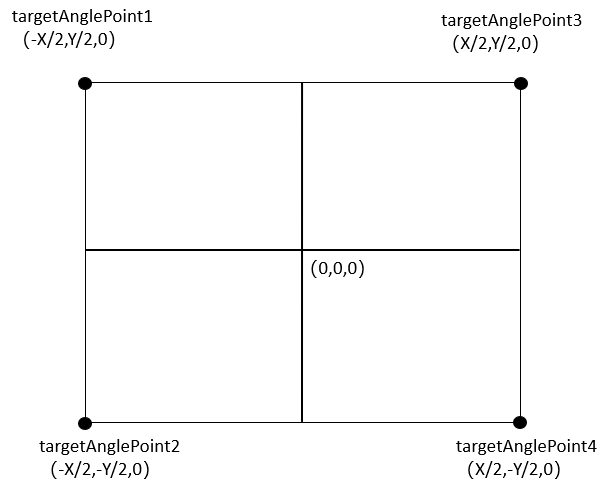 targetAnglePoint1
(-X/2,Y/2,0)
targetAnglePoint3
(X/2,Y/2,0)
(0,0,0)
targetAnglePoint2
(-X/2,-Y/2,0)
targetAnglePoint4
(X/2,-Y/2,0)